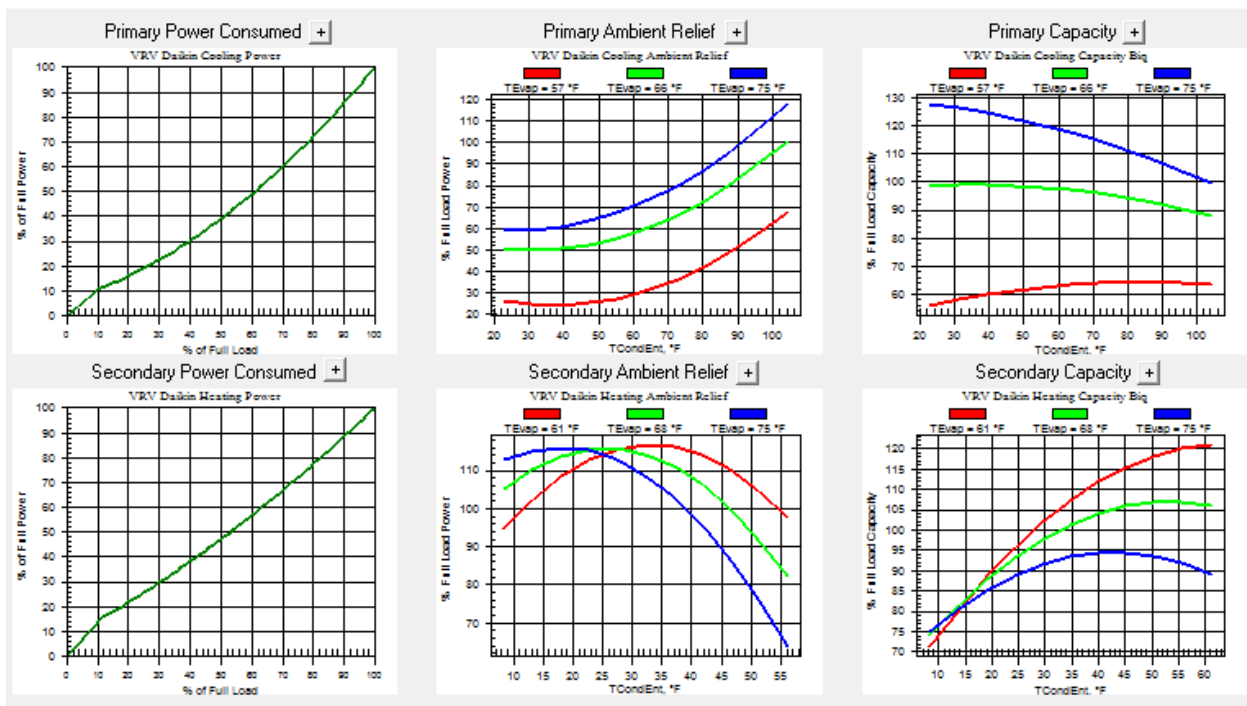 Primary Power Consumed +
VRV Daikin Cooling Power
100
90
80
70
60
50
40
30
20
10
0
% of Full Power
0 10 20 30 40 50 60 70 80 90 100
% of Full Load
Primary Ambient Relief +
VRV Daikin Cooling Ambient Relief
TEvap = 57 °F TEvap = 66 °F TEvap = 75 °F
120
110
100
90
80
70
60
50
40
30
20
% Full Load Power
20 30 40 50 60 70 80 90 100
TCondEnt, °F
Primary Capacity +
VRV Daikin Cooling Capacity Biq
TEvap = 57 °F TEvap = 66 °F TEvap = 75 °F
130
120
110
100
90
80
70
60
% Full Load Capacity
20 30 40 50 60 70 80 90 100
TCondEnt, °F
Secondary Power Consumed +
VRV Daikin Heating Power
100
90
80
70
60
50
40
30
20
10
0
% of Full Power
0 10 20 30 40 50 60 70 80 90 100
% of Full Load
Secondary Ambient Relief +
VRV Daikin Heating Ambient Relief
TEvap = 61 °F TEvap = 68 °F TEvap = 75 °F
110
100
90
80
70
% Full Load Power
10 15 20 25 30 35 40 45 50 55
TCondEnt, °F
Secondary Capacity +
VRV Daikin Heating Capacity Biq
TEvap = 61 °F TEvap = 68 °F TEvap = 75 °F
120
115
110
105
100
95
90
85
80
75
70
% Full Load Capacity
10 15 20 25 30 35 40 45 50 55 60
TCondEnt, °F